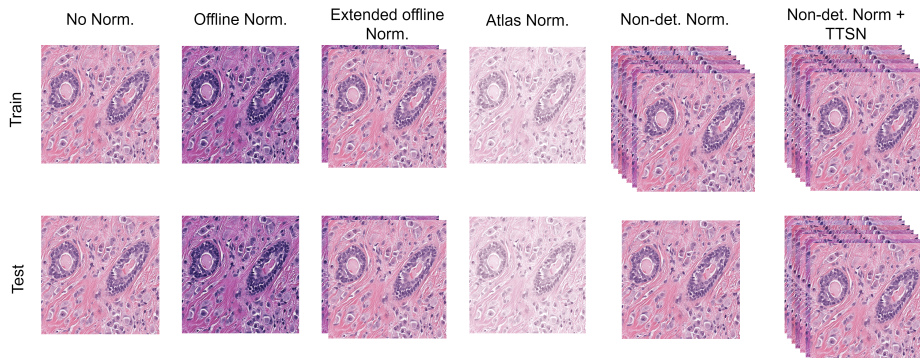 No Norm.
Offline Norm.
Extended offline
Norm.
Atlas Norm.
Non-det. Norm.
Non-det. Norm +
TTSN
Train
Test